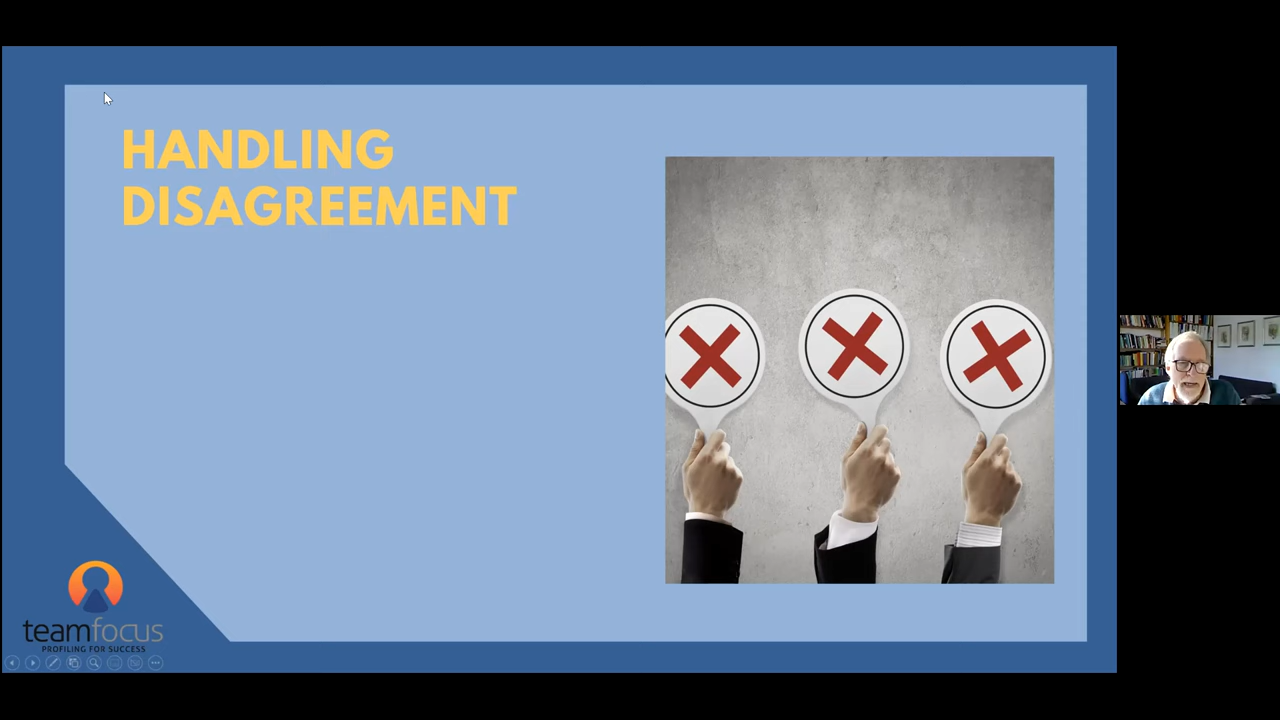 HANDLING
DISAGREEMENT
teamfocus
PROFILING FOR SUCCESS